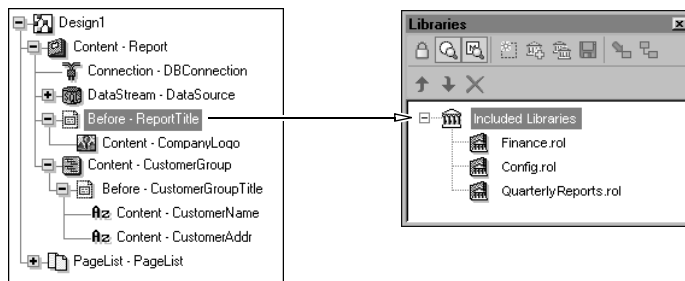 Design1
Content - Report
Connection - DBConnection
DataStream - DataSource
Before - ReportTitle
Content - CompanyLogo
Content - CustomerGroup
Before - CustomerGroupTitle
Content - CustomerName
Content - CustomerAddr
PageList - PageList
Libraries
Included Libraries
Finance.rol
Config.rol
QuarterlyReports.rol